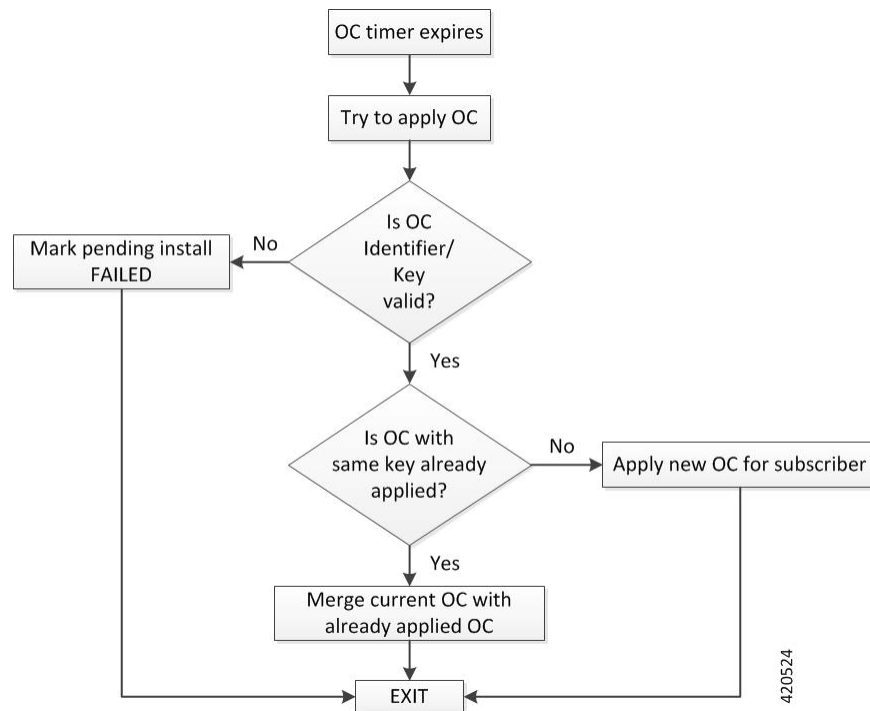 OC timer expires
Try to apply OC
Is OC
Identifier/
Key
valid?
No
Mark pending install
FAILED
Yes
Is OC with
same key already
applied?
No
Apply new OC for subscriber
Yes
Merge current OC with
already applied OC
EXIT
420524